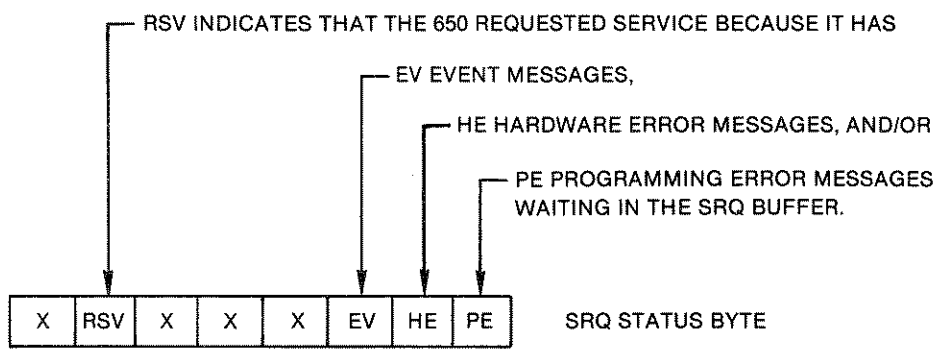 RSV INDICATES THAT THE 650 REQUESTED SERVICE BECAUSE IT HAS
EV EVENT MESSAGES,
HE HARDWARE ERROR MESSAGES, AND/OR
PE PROGRAMMING ERROR MESSAGES
WAITING IN THE SRQ BUFFER.
X RSV X X X EV HE PE SRQ STATUS BYTE